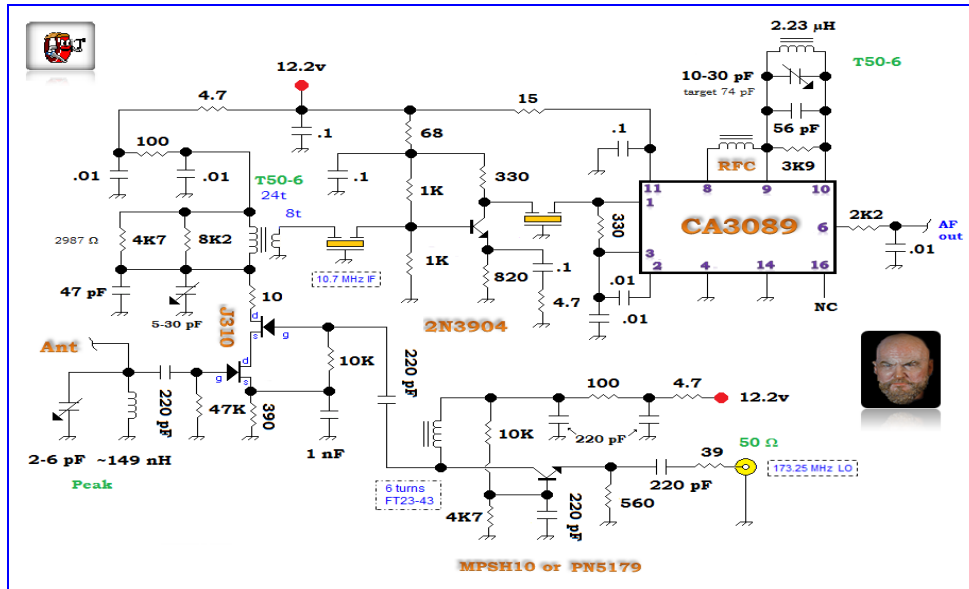 2.23 µH
T50-6
12.2v
10-30 pF
target 74 pF
4.7
15
.1
68
.1
56 pF
100
.01
.01
T50-6
24t
8t
.1
330
RFC
3K9
1K
11
8
9
10
1
CA3089
6
2K2
AF
out
.01
2987 Ω
4K7
8K2
330
3
2
4
14
16
NC
10.7 MHz IF
1K
820
.1
4.7
.01
.01
47 pF
5-30 pF
10
J310
d
s
g
2N3904
Ant
d
g
s
10K
220 pF
220 pF
47K
390
1 nF
2-6 pF
~149 nH
Peak
100
4.7
12.2v
10K
220 pF
50 Ω
39
173.25 MHz LO
220 pF
6 turns
FT23-43
4K7
220 pF
560
MPSH10 or PN5179